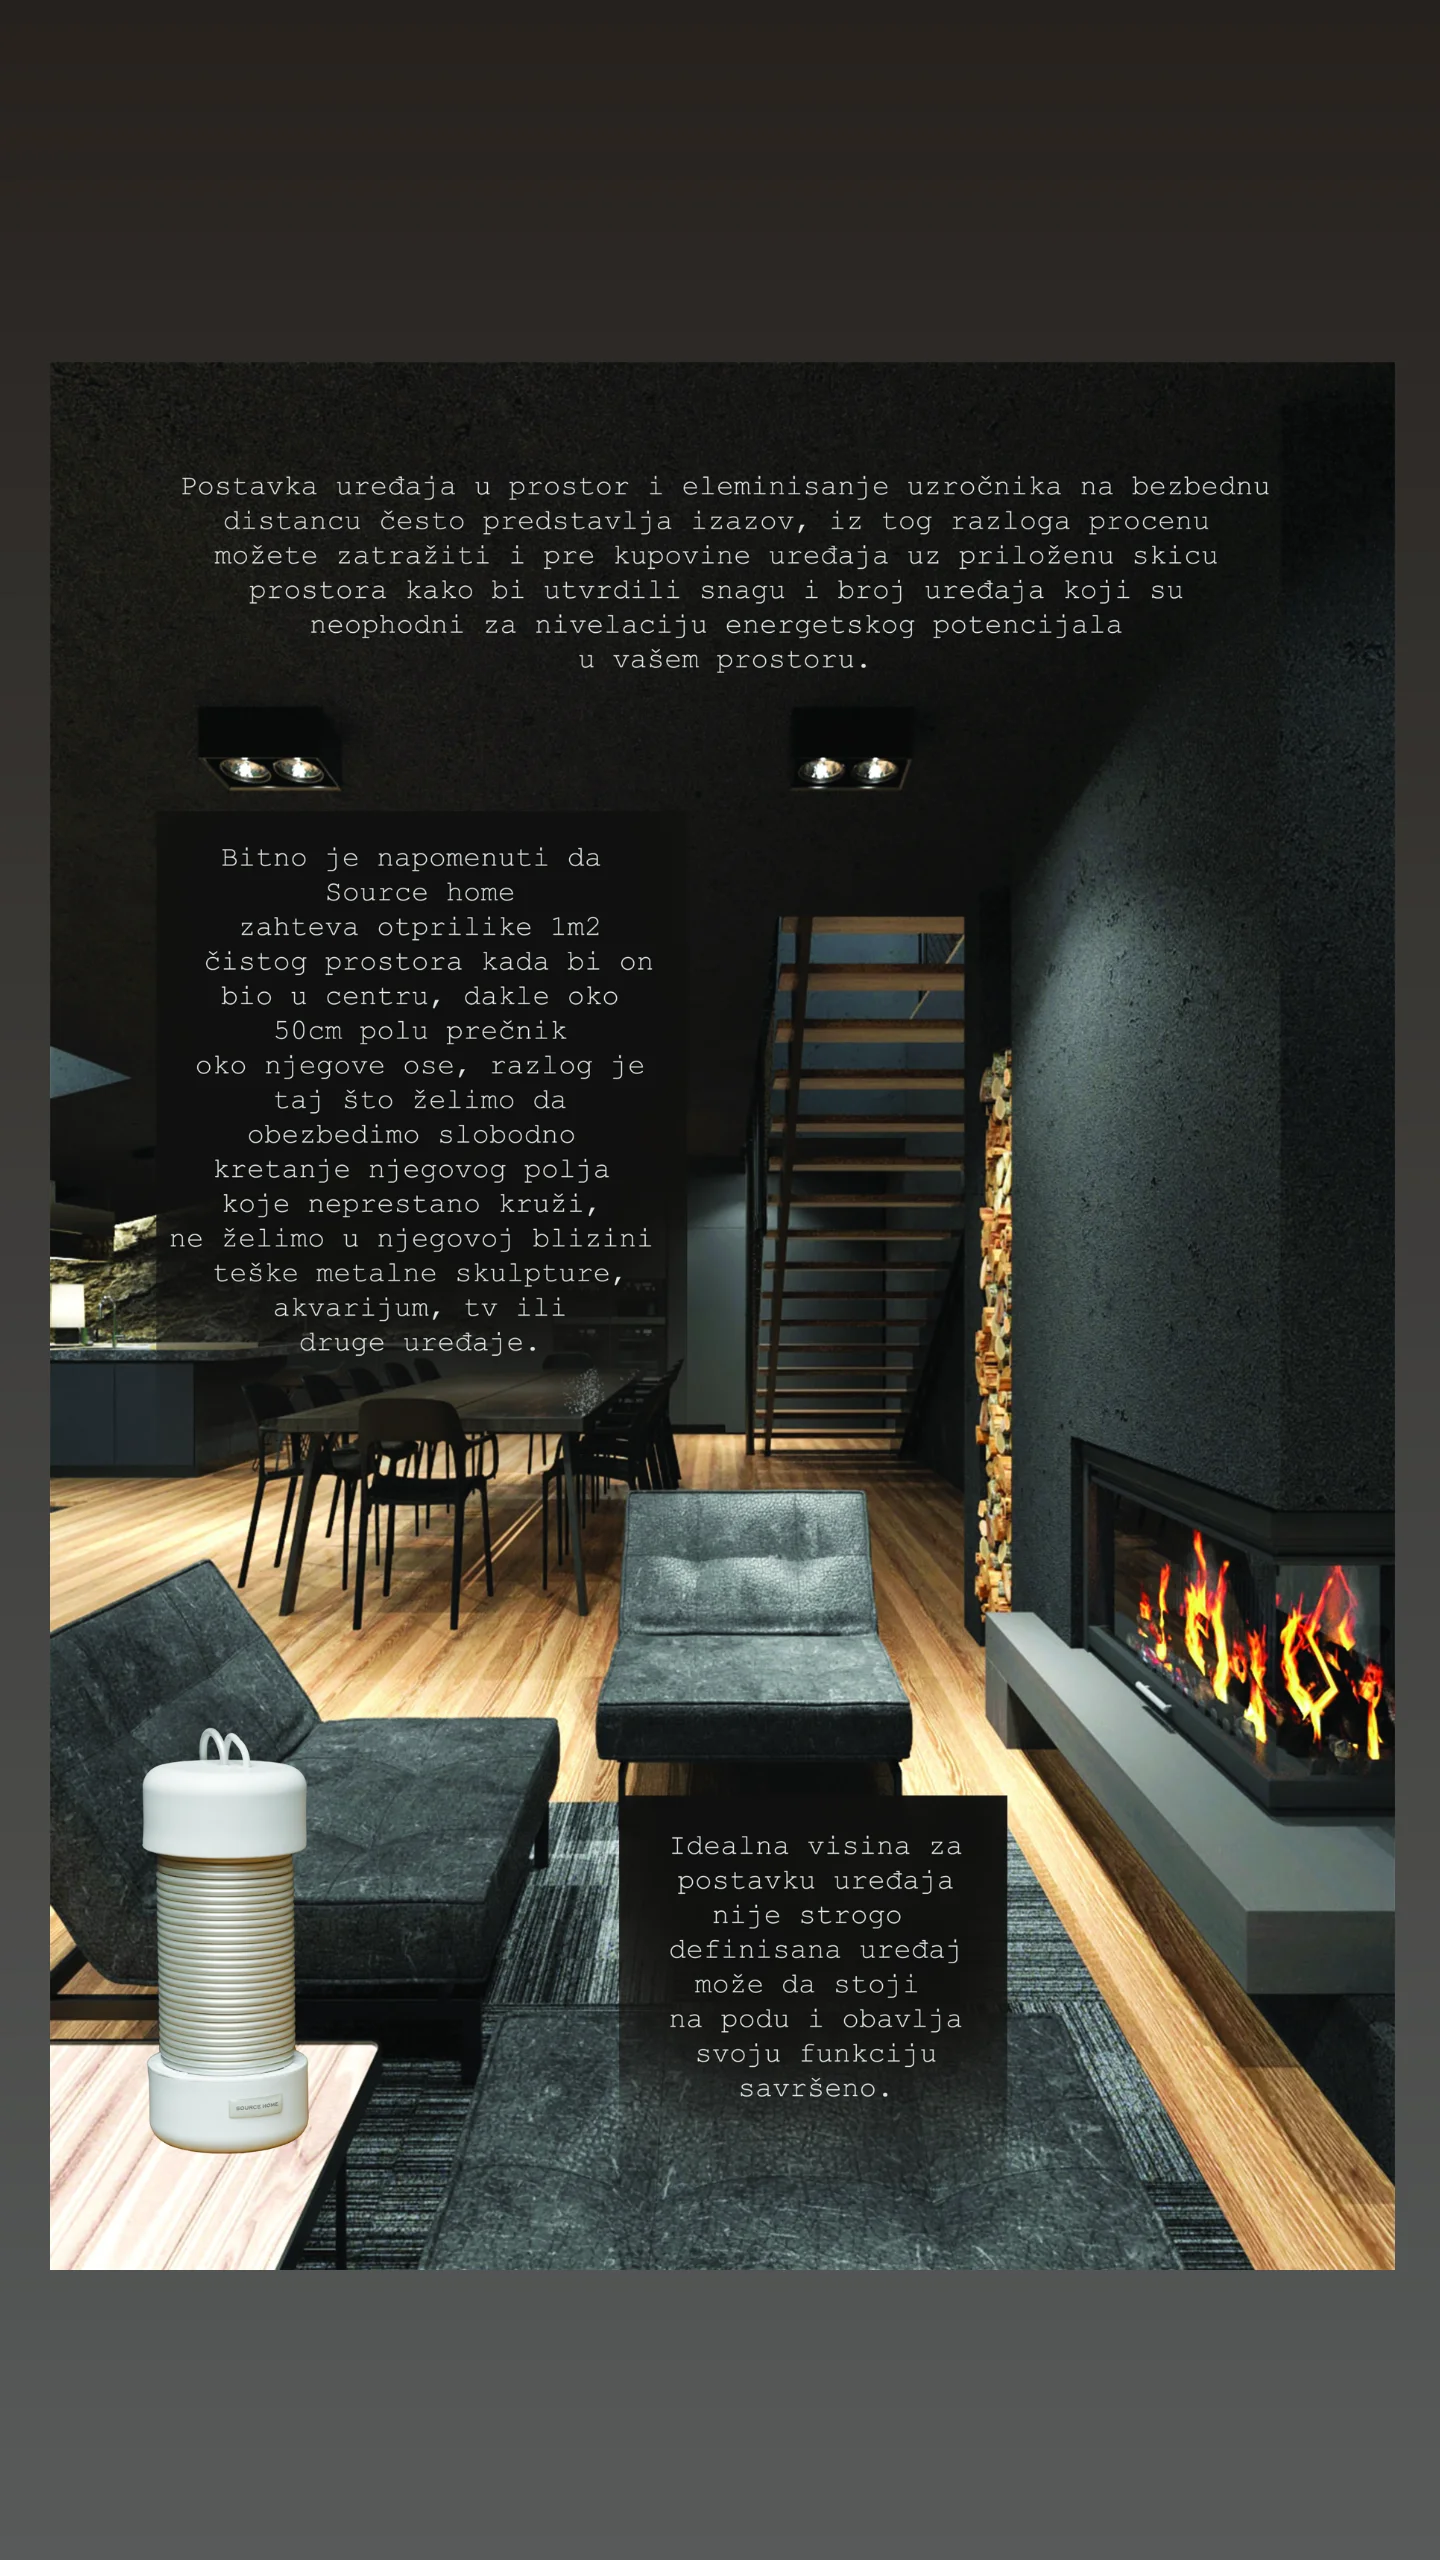 Postavka uređaja u prostor i eleminisanje uzročnika na bezbednu
distancu često predstavlja izazov, iz tog razloga procenu
možete zatražiti i pre kupovine uređaja uz priloženu skicu
prostora kako bi utvrdili snagu i broj uređaja koji su
neophodni za nivelaciju energetskog potencijala
u vašem prostoru.
Bitno je napomenuti da
Source home
zahteva otprilike 1m2
čistog prostora kada bi on
bio u centru, dakle oko
50cm polu prečnik
oko njegove ose, razlog je
taj što želimo da
obezbedimo slobodno
kretanje njegovog polja
koje neprestano kruži,
ne želimo u njegovoj blizini
teške metalne skulpture,
akvarijum, tv ili
druge uređaje.
Idealna visina za
postavku uređaja
nije strogo
definisana uređaj
može da stoji
na podu i obavlja
svoju funkciju
savršeno.
SOURCE HOME